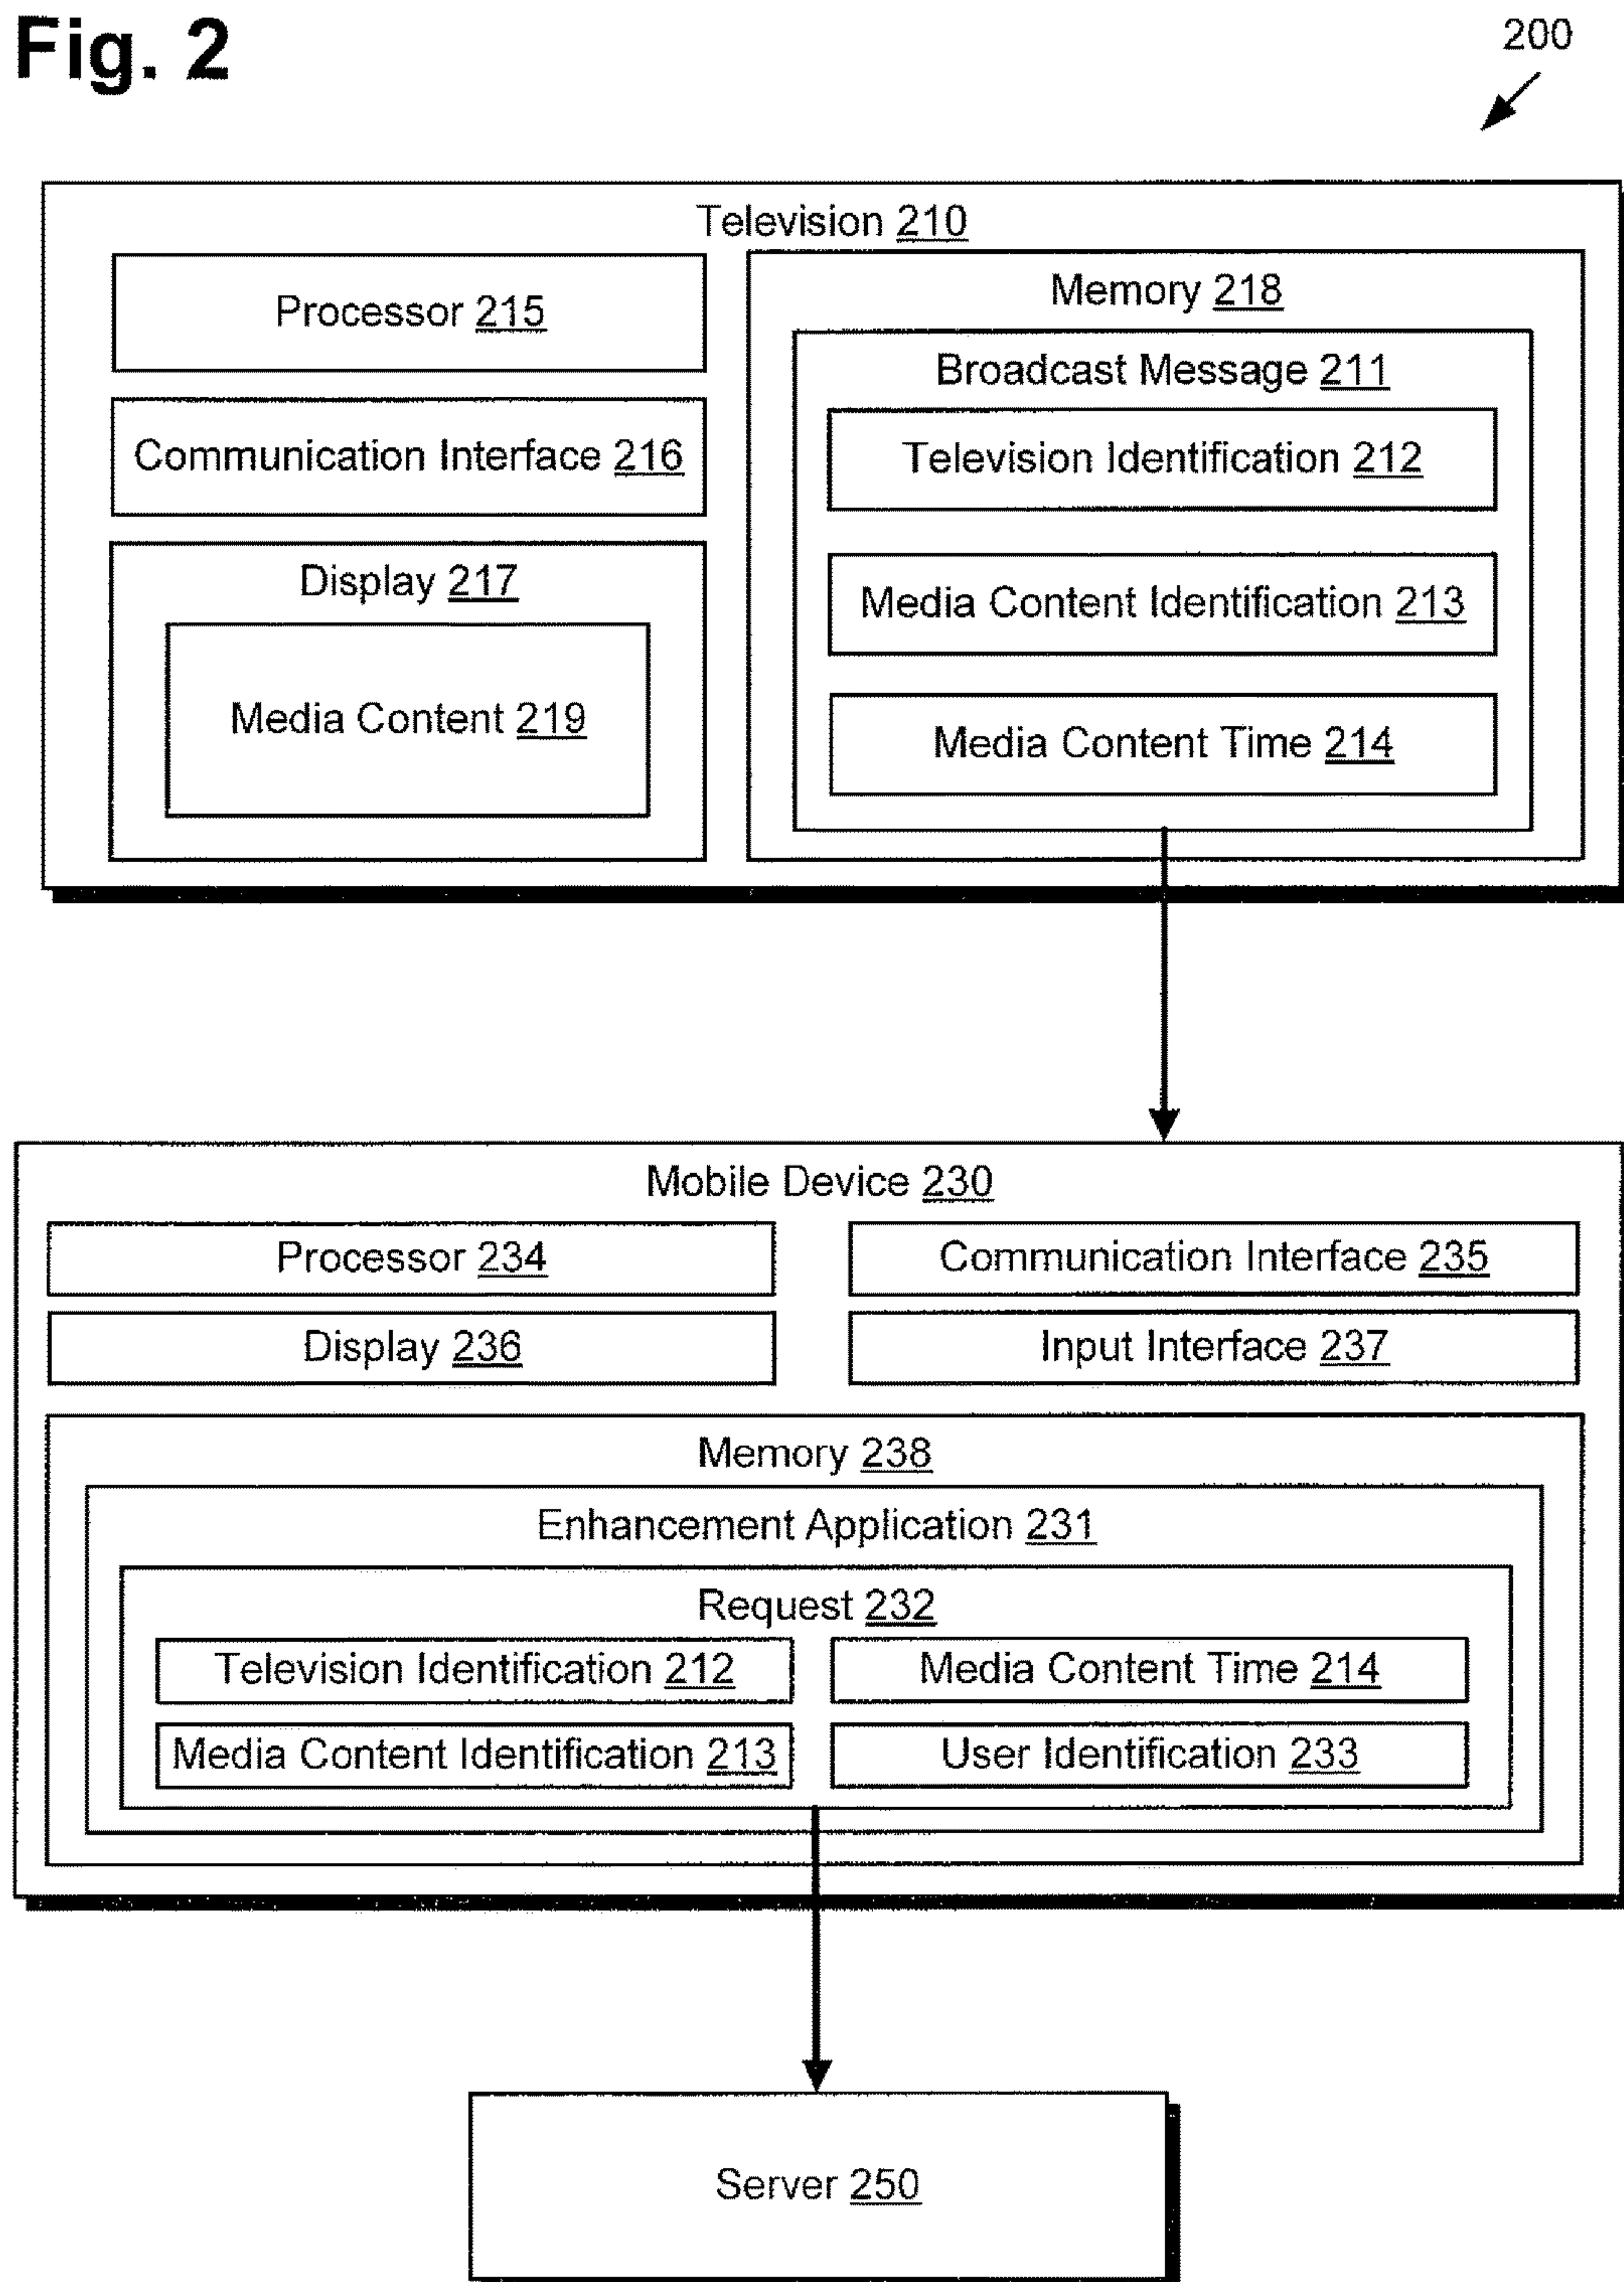 Fig. 2
200
Television 210
Processor 215
Communication Interface 216
Display 217
Media Content 219
Memory 218
Broadcast Message 211
Television Identification 212
Media Content Identification 213
Media Content Time 214
Mobile Device 230
Processor 234
Communication Interface 235
Display 236
Input Interface 237
Memory 238
Enhancement Application 231
Request 232
Television Identification 212
Media Content Time 214
Media Content Identification 213
User Identification 233
Server 250